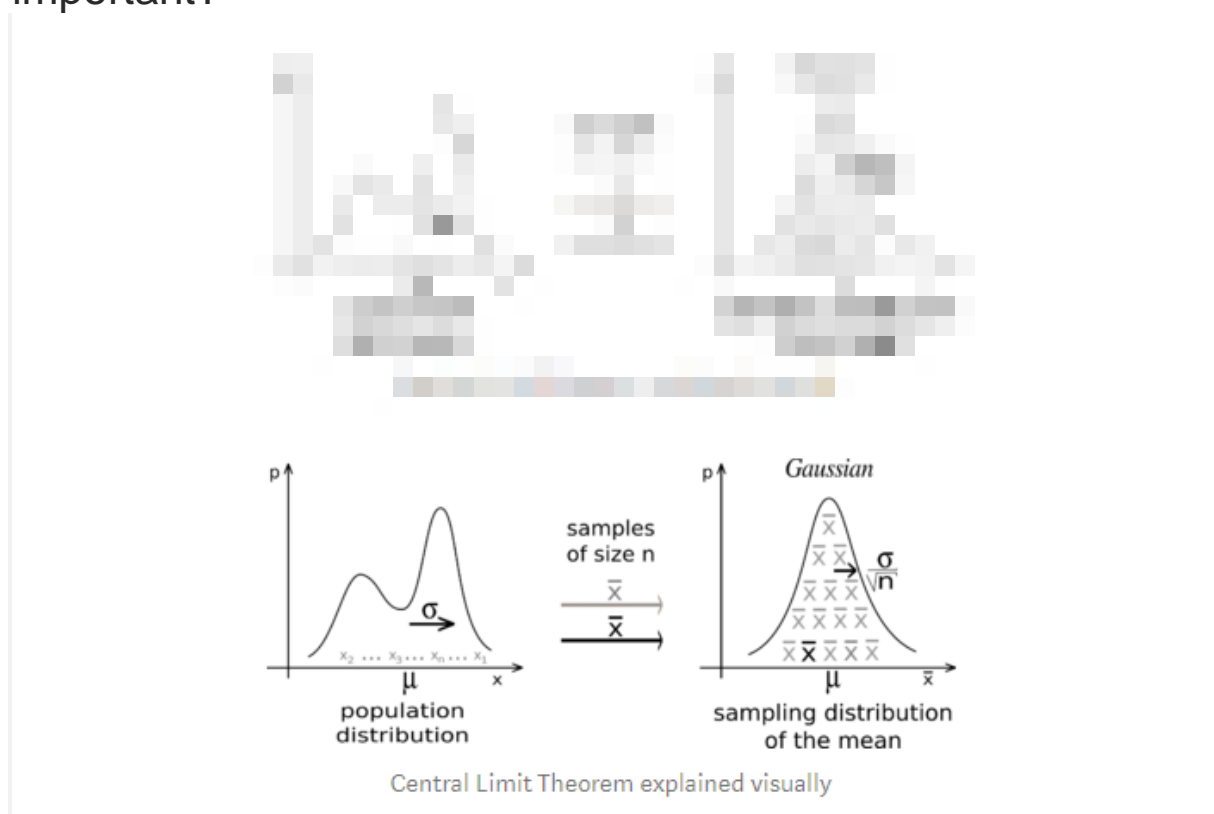 important?
p
Gaussian
p
samples
of size n
x̄
x̄
σ
x₂ ... x₃... xₙ... x₁
μ
x
population
distribution
x̄
x̄ x̄
σ
√n
x̄ x̄ x̄
x̄ x̄ x̄ x̄
x̄ x̄ x̄ x̄ x̄
μ
x̄
sampling distribution
of the mean
Central Limit Theorem explained visually